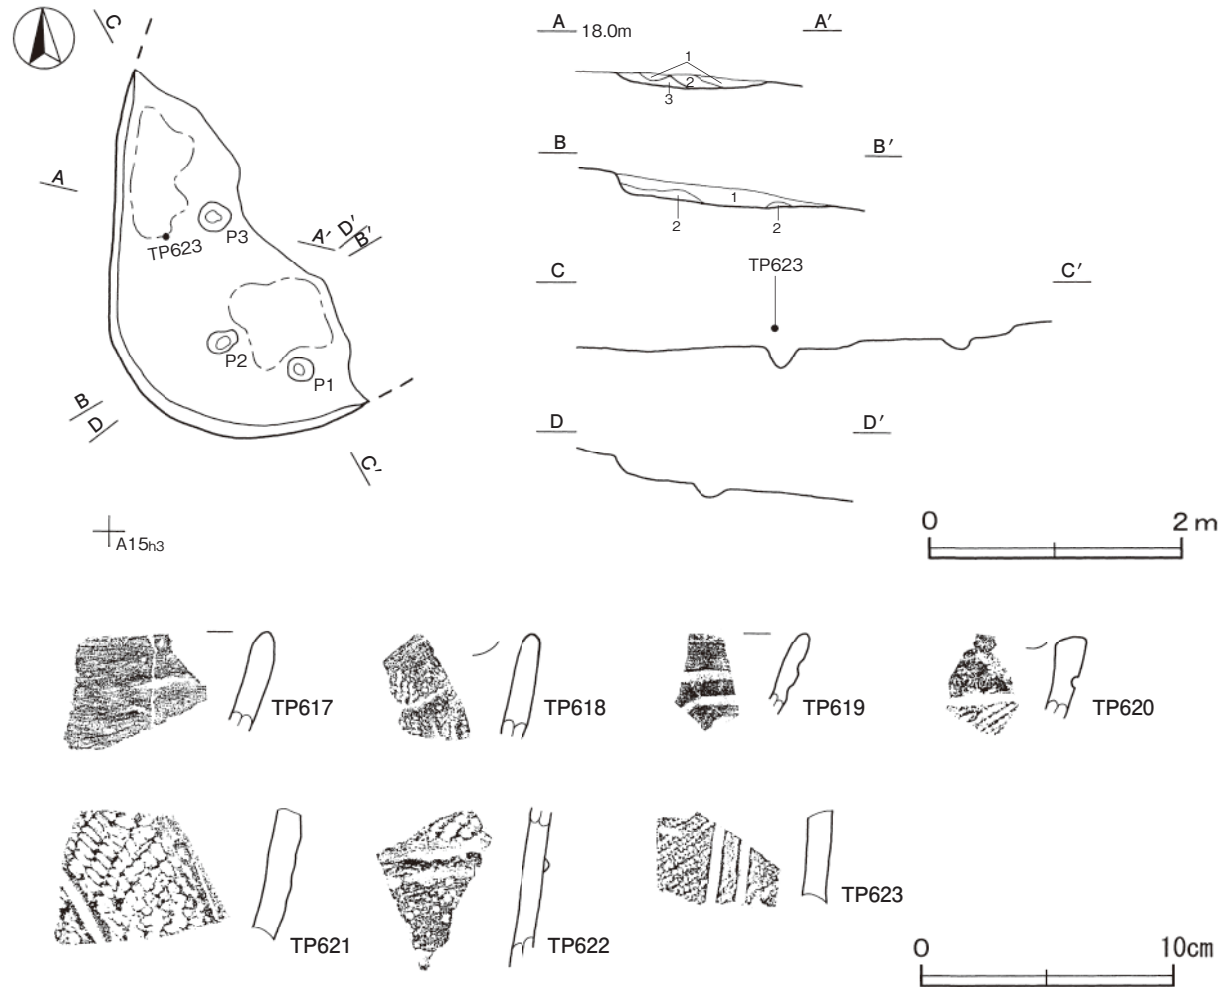 C
A
TP623
P3
A′
D′
B′
P2
P1
B
D
C′
A15h3
A 18.0m A′
1
2
3
B B′
1
2 2
C TP623 C′
D D′
0 2 m
TP617 TP618 TP619 TP620
TP621 TP622 TP623
0 10cm